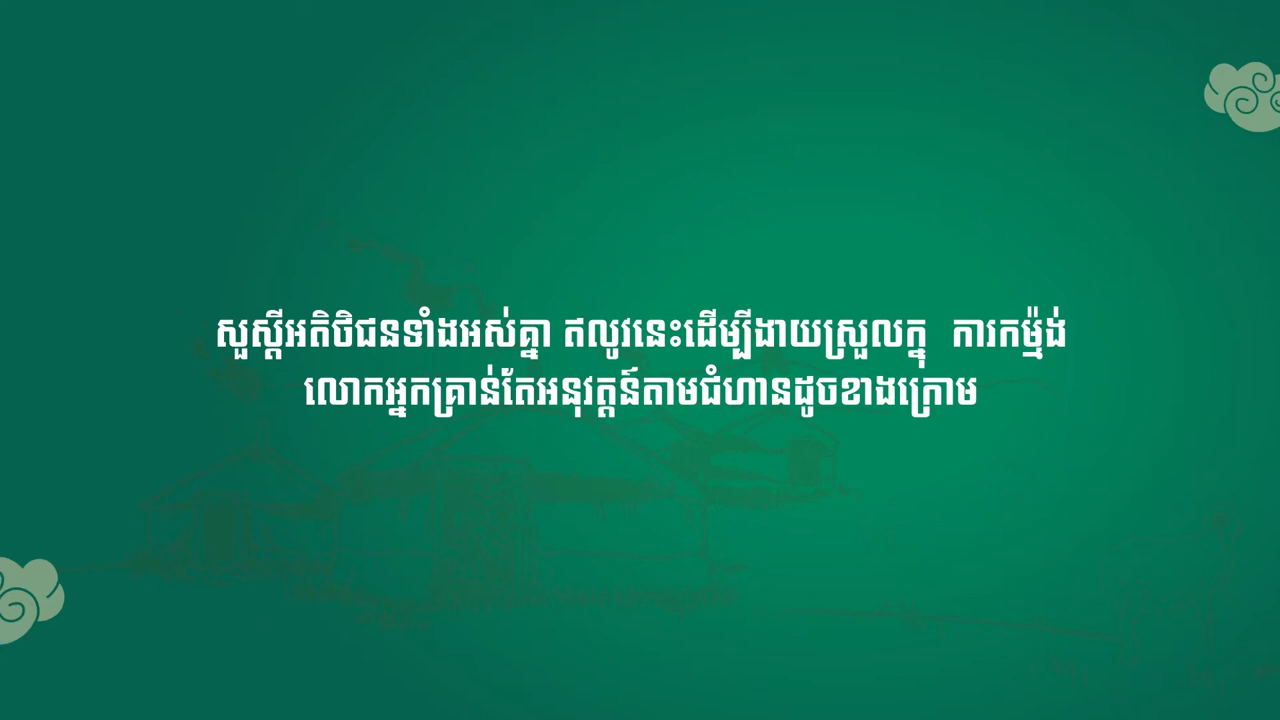 សួស្តីអតិថិជនទាំងអស់គ្នា ឥលូវនេះដើម្បីងាយស្រួលក្នុ  ការកម្ម៉ង់
លោកអ្នកគ្រាន់តែអនុវត្តន៍តាមជំហានដូចខាងក្រោម